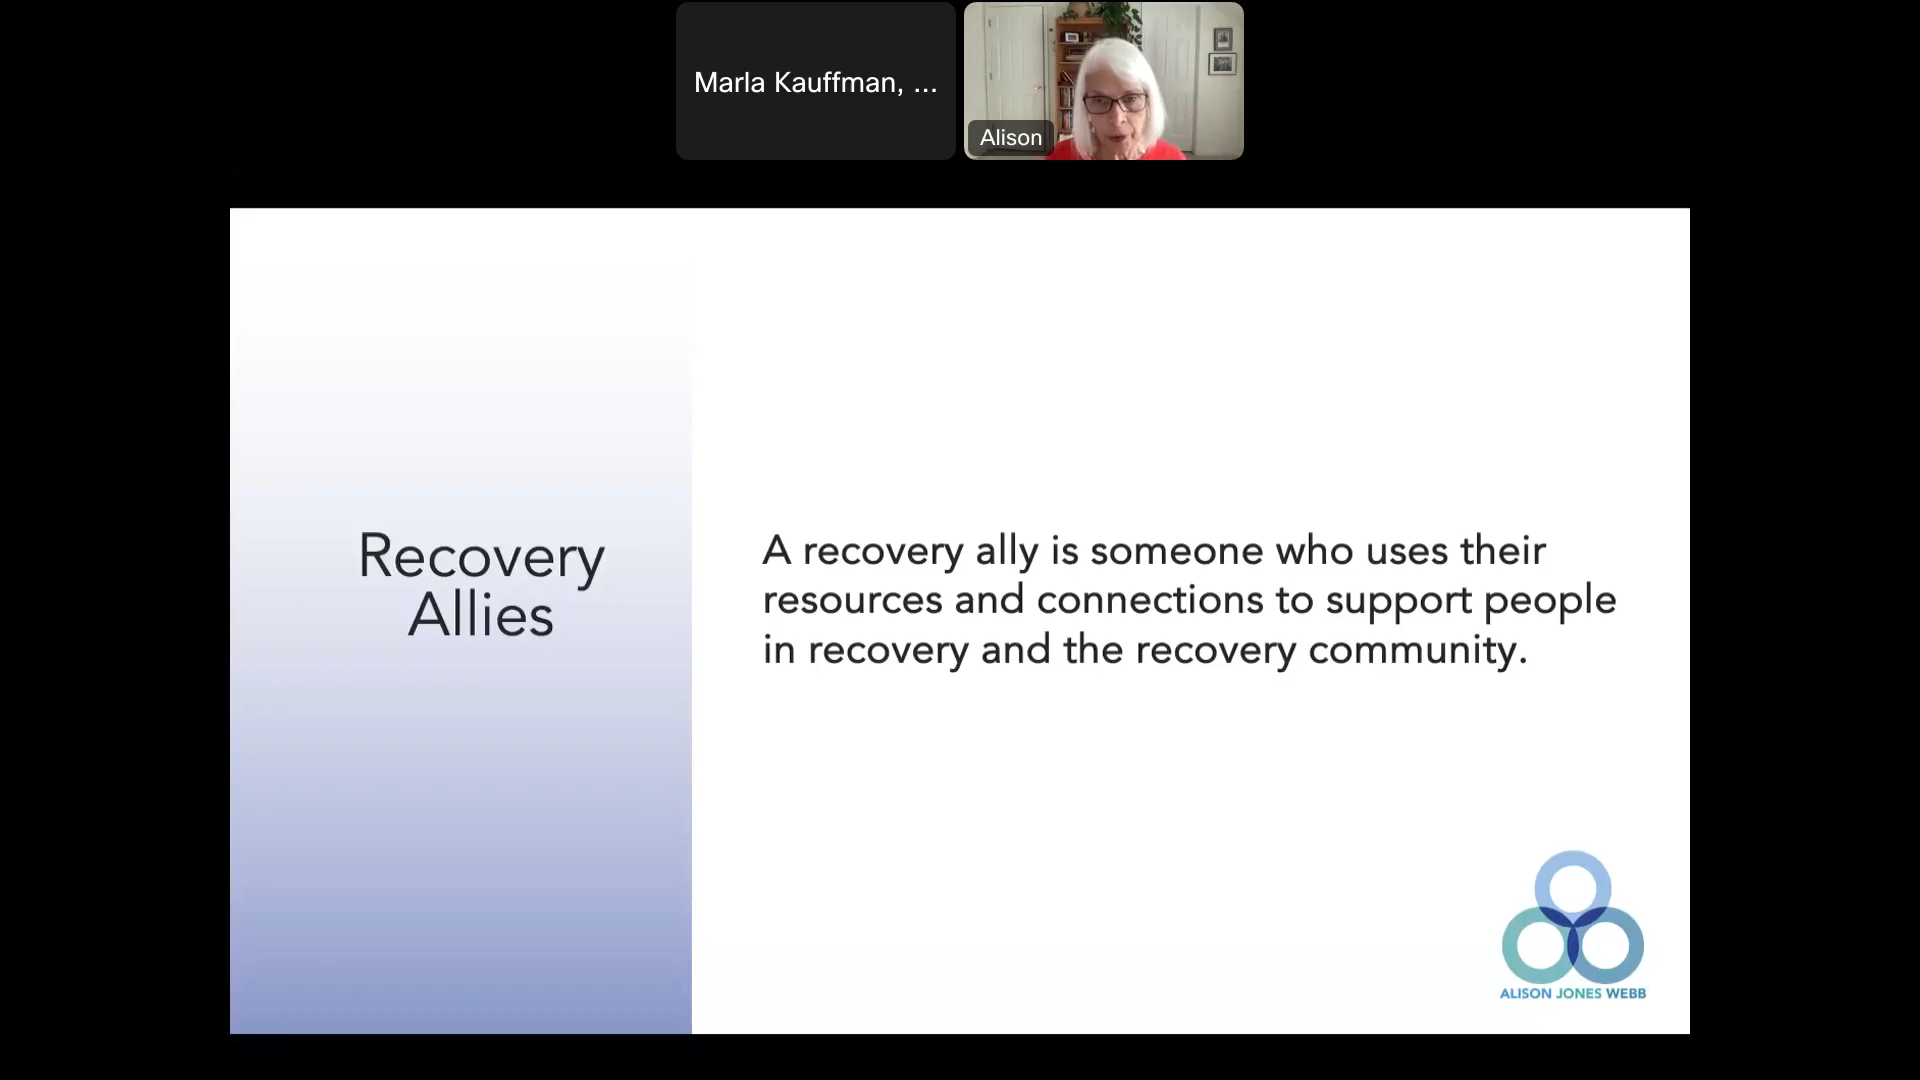 Marla Kauffman, ...
Alison
Recovery
Allies
A recovery ally is someone who uses their
resources and connections to support people
in recovery and the recovery community.
ALISON JONES WEBB